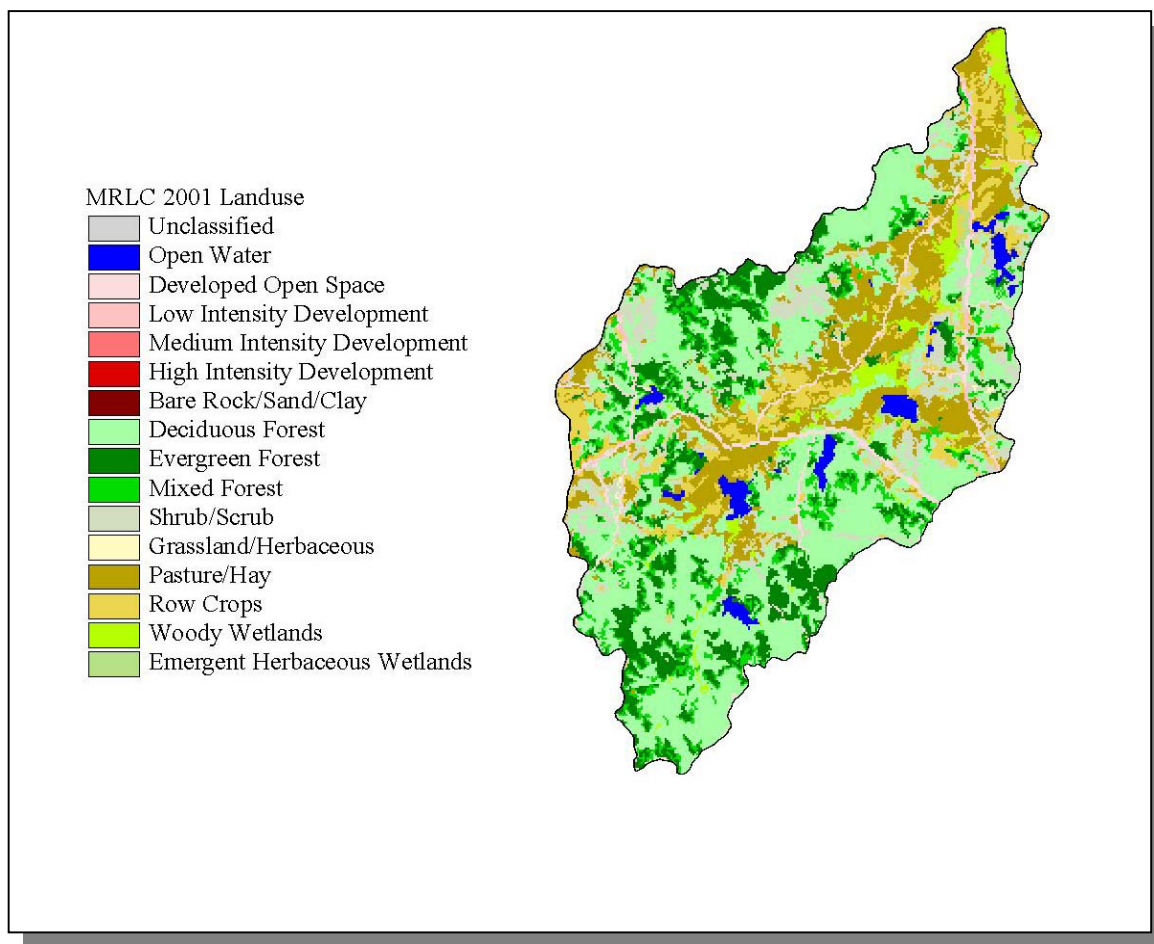 MRLC 2001 Landuse
Unclassified
Open Water
Developed Open Space
Low Intensity Development
Medium Intensity Development
High Intensity Development
Bare Rock/Sand/Clay
Deciduous Forest
Evergreen Forest
Mixed Forest
Shrub/Scrub
Grassland/Herbaceous
Pasture/Hay
Row Crops
Woody Wetlands
Emergent Herbaceous Wetlands